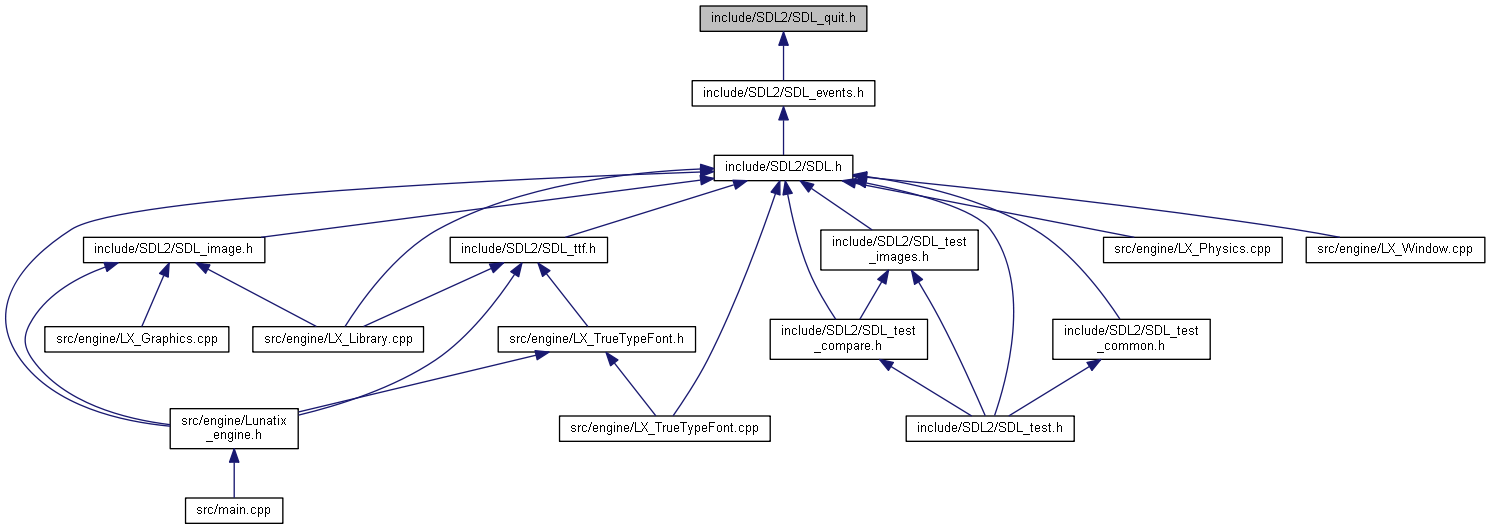 include/SDL2/SDL_quit.h
include/SDL2/SDL_events.h
include/SDL2/SDL.h
include/SDL2/SDL_image.h
include/SDL2/SDL_ttf.h
include/SDL2/SDL_test
_images.h
src/engine/LX_Physics.cpp
src/engine/LX_Window.cpp
src/engine/LX_Graphics.cpp
src/engine/LX_Library.cpp
src/engine/LX_TrueTypeFont.h
include/SDL2/SDL_test
_compare.h
include/SDL2/SDL_test
_common.h
src/engine/Lunatix
_engine.h
src/engine/LX_TrueTypeFont.cpp
include/SDL2/SDL_test.h
src/main.cpp